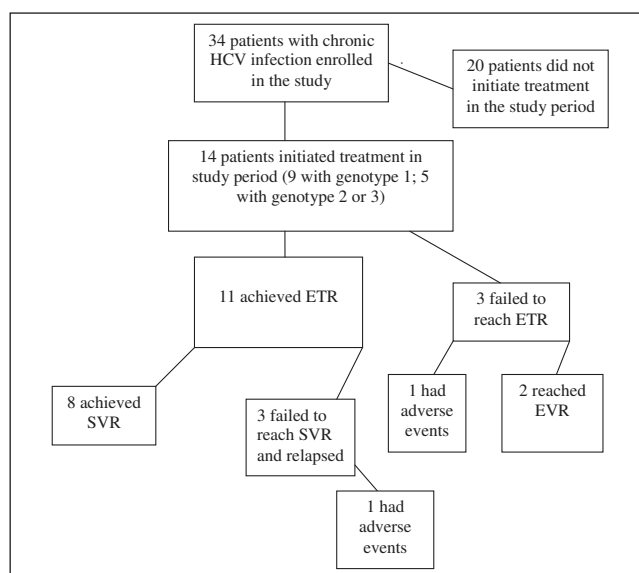 34 patients with chronic
HCV infection enrolled
in the study
20 patients did not
initiate treatment
in the study period
14 patients initiated treatment in
study period (9 with genotype 1; 5
with genotype 2 or 3)
11 achieved ETR
3 failed to
reach ETR
8 achieved
SVR
3 failed to
reach SVR
and relapsed
1 had
adverse
events
2 reached
EVR
1 had
adverse
events